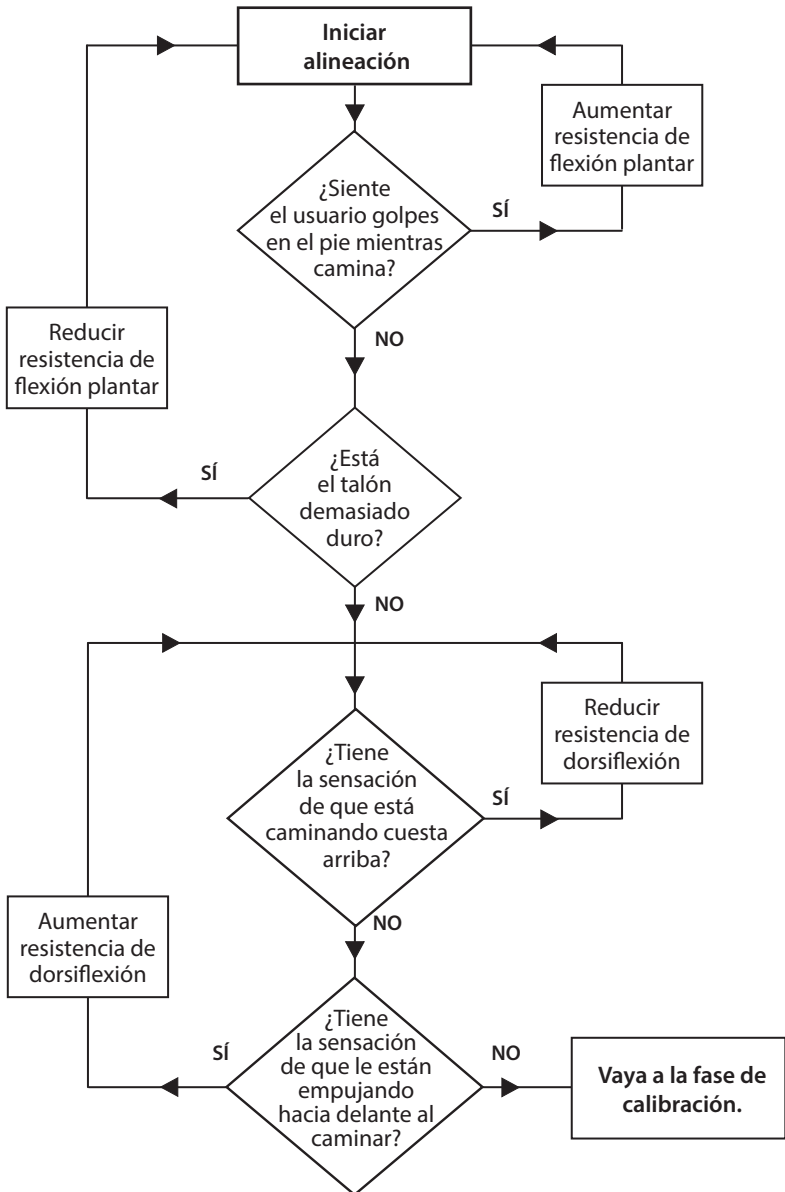 Iniciar
alineación
Aumentar
resistencia de
flexión plantar
¿Siente
el usuario golpes
en el pie mientras
camina?
SÍ
NO
Reducir
resistencia de
flexión plantar
SÍ
¿Está
el talón
demasiado
duro?
NO
Reducir
resistencia de
dorsiflexión
¿Tiene
la sensación
de que está
caminando cuesta
arriba?
SÍ
NO
Aumentar
resistencia de
dorsiflexión
SÍ
¿Tiene
la sensación
de que le están
empujando
hacia delante al
caminar?
NO
Vaya a la fase de
calibración.